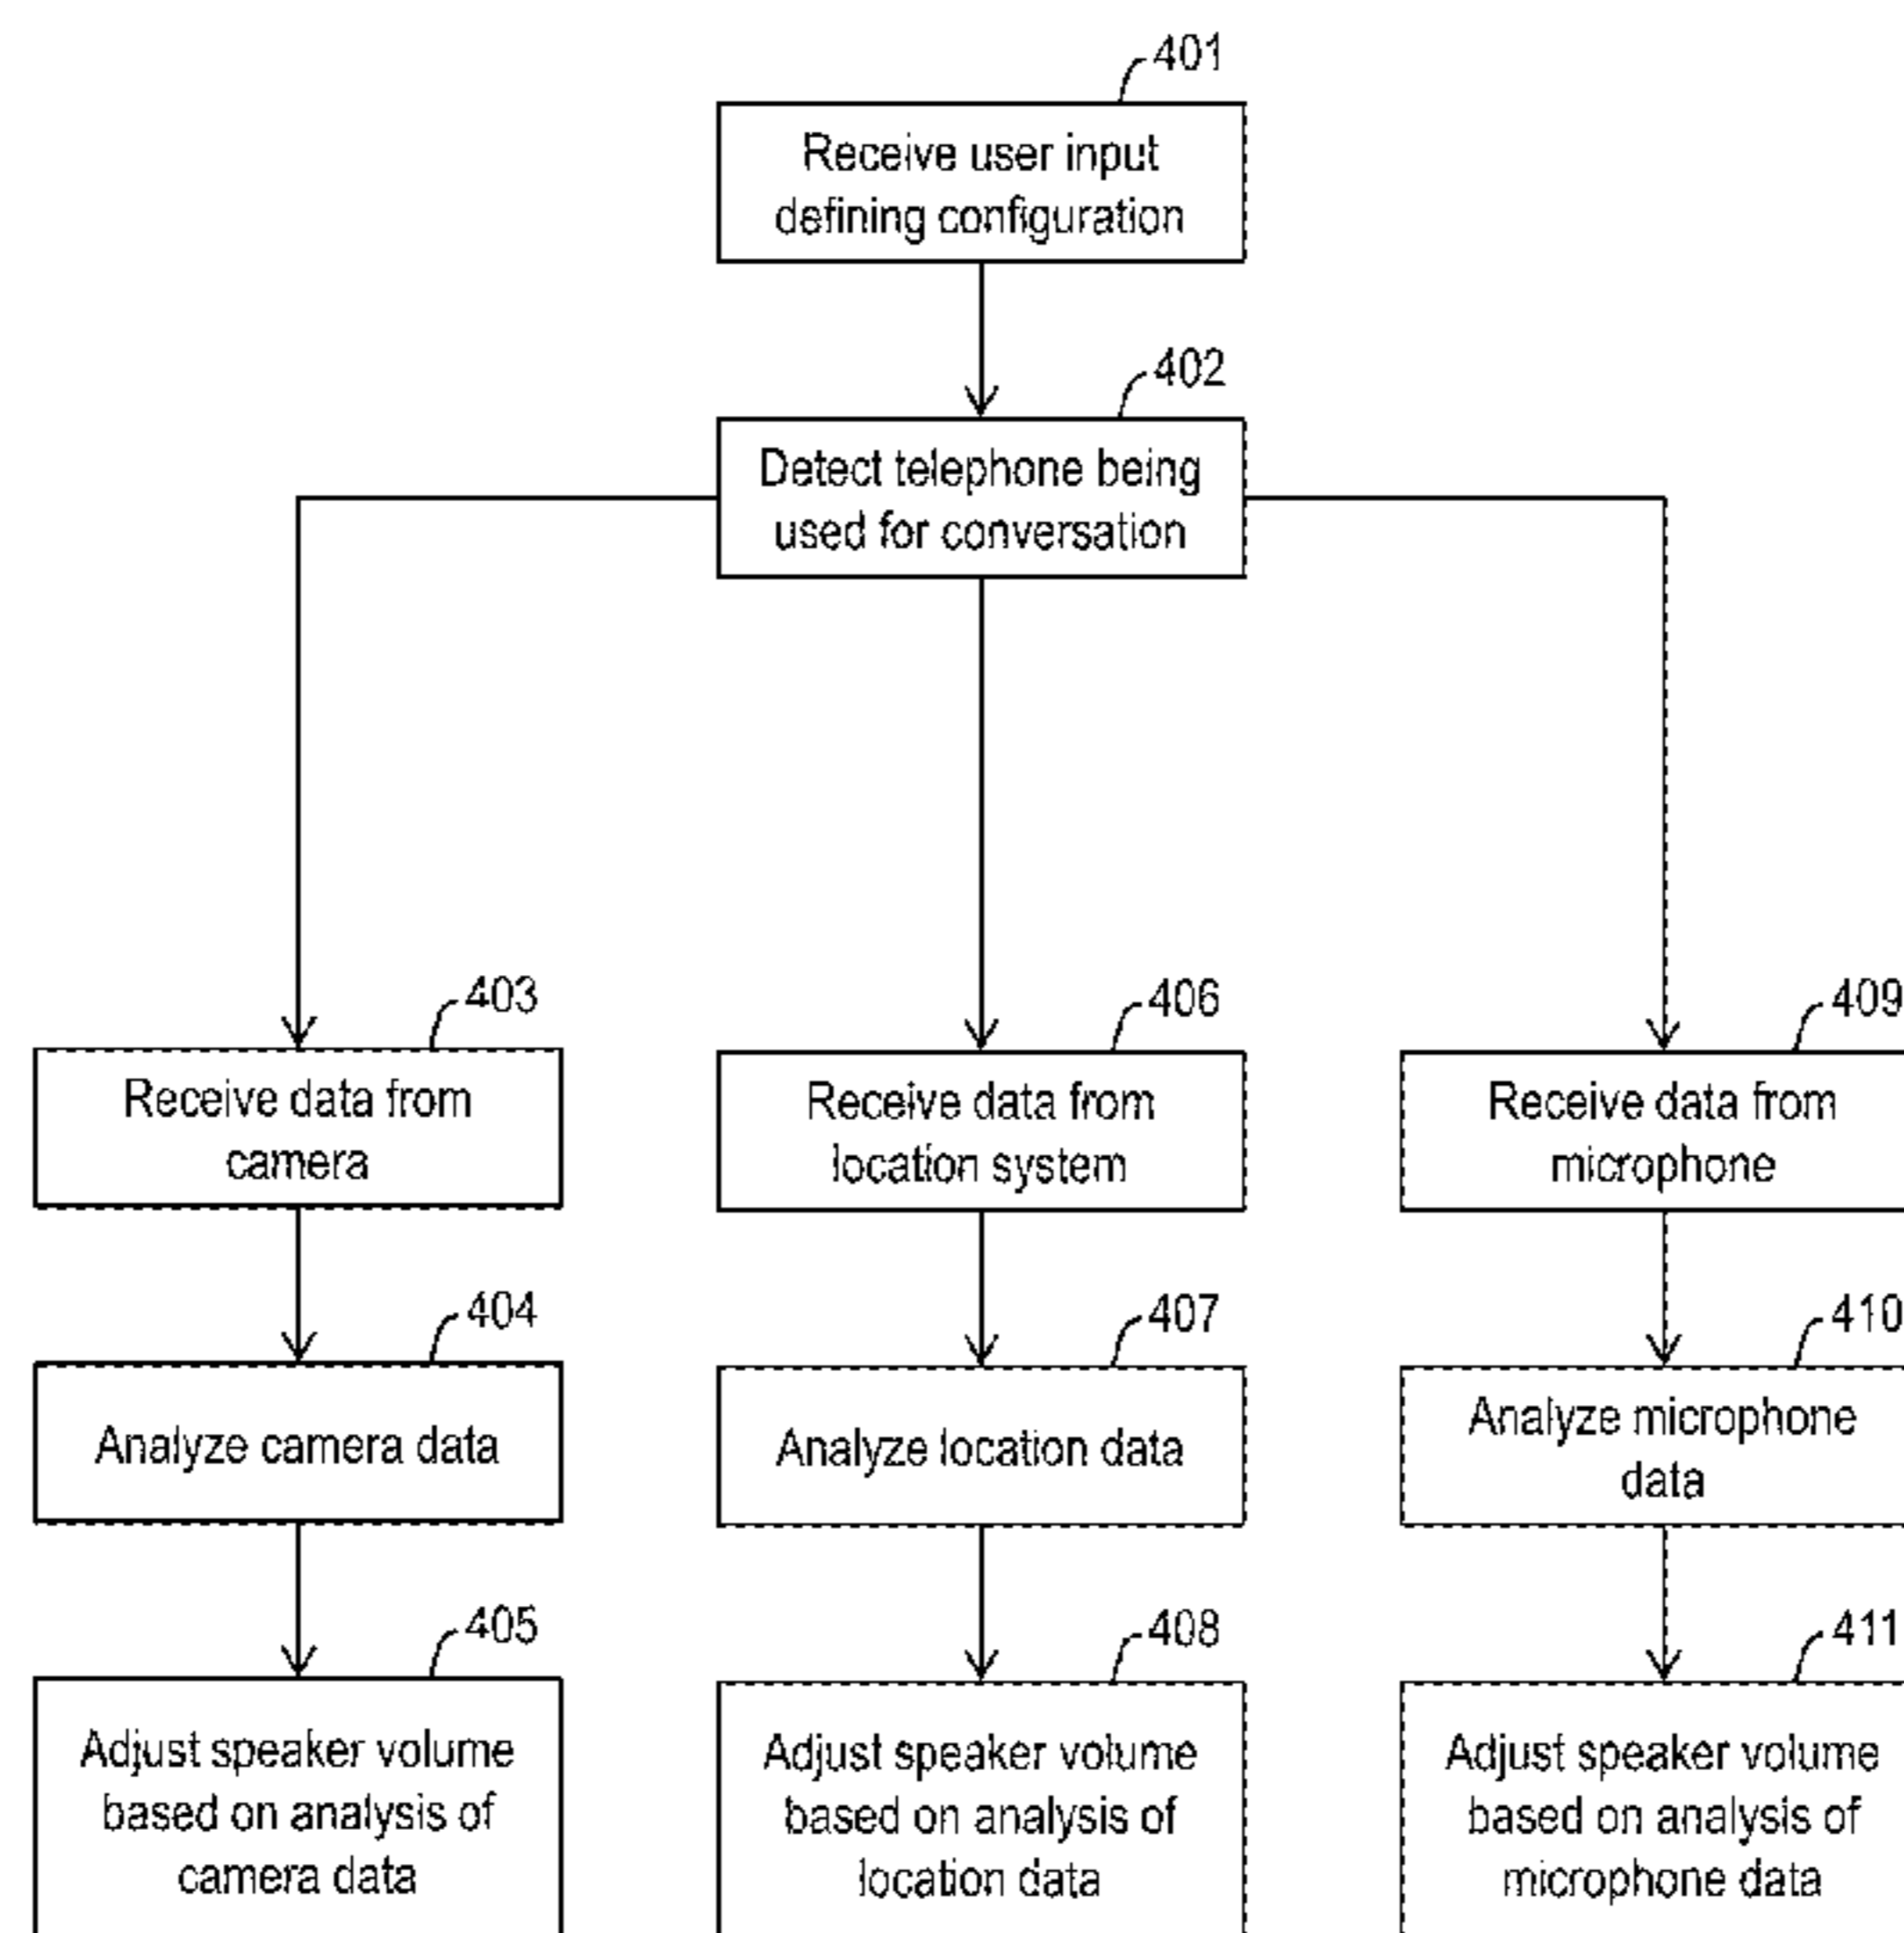 401
Receive user input
defining configuration
402
Detect telephone being
used for conversation
403
Receive data from
camera
404
Analyze camera data
405
Adjust speaker volume
based on analysis of
camera data
406
Receive data from
location system
407
Analyze location data
408
Adjust speaker volume
based on analysis of
location data
409
Receive data from
microphone
410
Analyze microphone
data
411
Adjust speaker volume
based on analysis of
microphone data